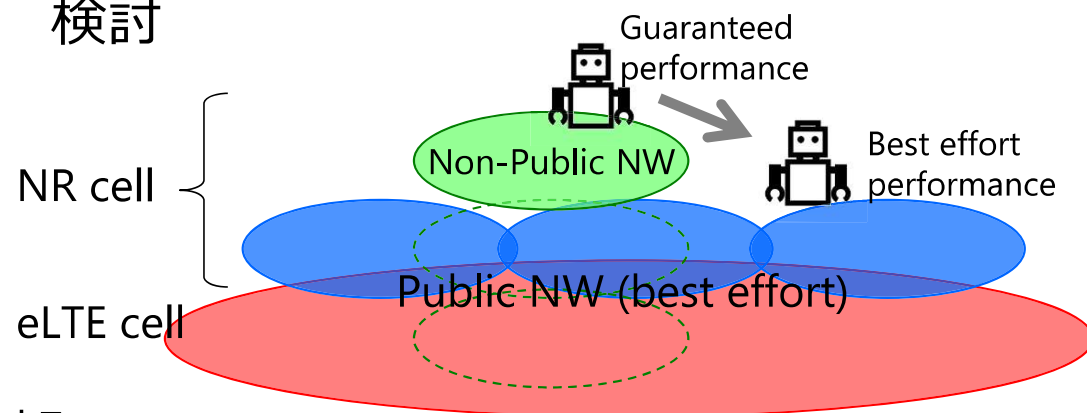 検討
Guaranteed
performance
Non-Public NW
Best effort
performance
NR cell
Public NW (best effort)
eLTE cell